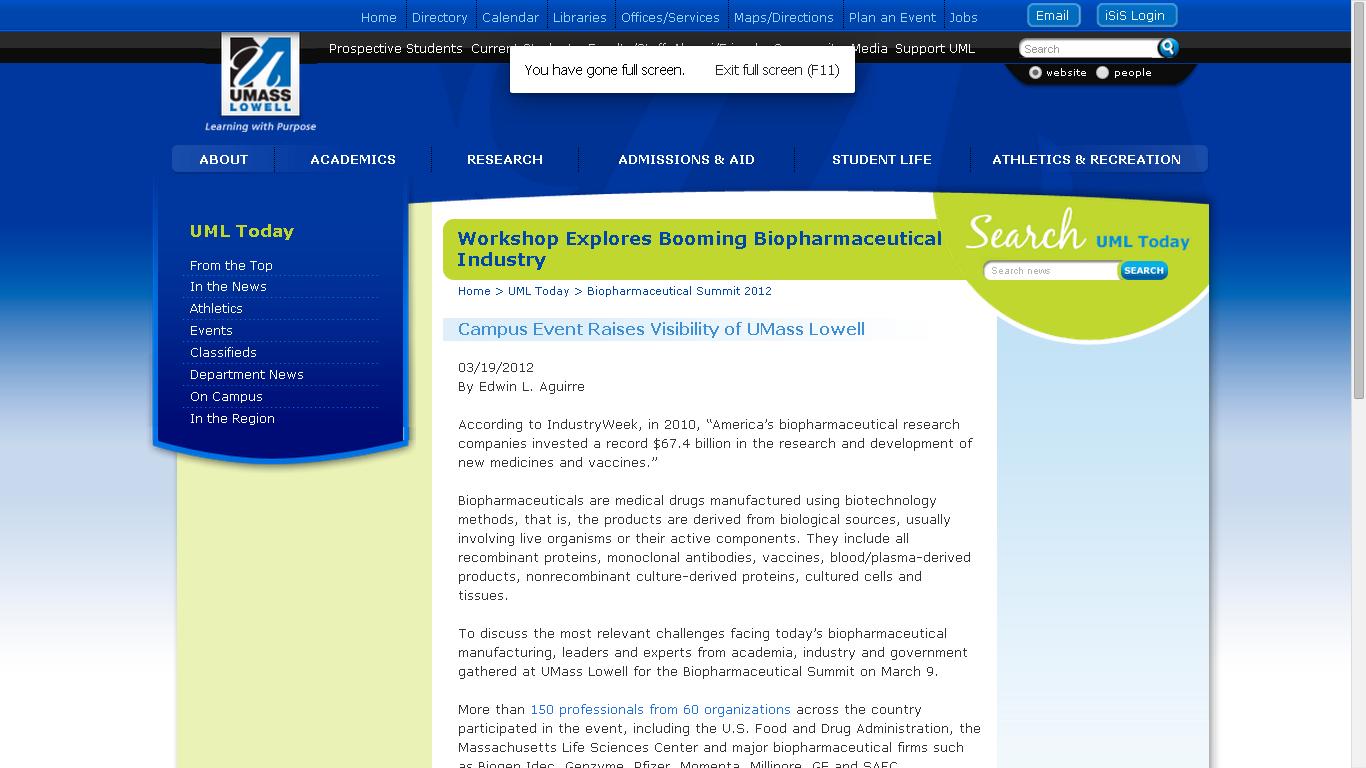 Home Directory Calendar Libraries Offices/Services Maps/Directions Plan an Event Jobs Email iSiS Login
Prospective Students Media Support UML Search
You have gone full screen. Exit full screen (F11)
website people
UMASS
LOWELL
Learning with Purpose
ABOUT ACADEMICS RESEARCH ADMISSIONS & AID STUDENT LIFE ATHLETICS & RECREATION
UML Today
From the Top
In the News
Athletics
Events
Classifieds
Department News
On Campus
In the Region
Workshop Explores Booming Biopharmaceutical
Industry
Search UML Today
Search news SEARCH
Home > UML Today > Biopharmaceutical Summit 2012
Campus Event Raises Visibility of UMass Lowell
03/19/2012
By Edwin L. Aguirre
According to IndustryWeek, in 2010, “America’s biopharmaceutical research
companies invested a record $67.4 billion in the research and development of
new medicines and vaccines.”
Biopharmaceuticals are medical drugs manufactured using biotechnology
methods, that is, the products are derived from biological sources, usually
involving live organisms or their active components. They include all
recombinant proteins, monoclonal antibodies, vaccines, blood/plasma-derived
products, nonrecombinant culture-derived proteins, cultured cells and
tissues.
To discuss the most relevant challenges facing today’s biopharmaceutical
manufacturing, leaders and experts from academia, industry and government
gathered at UMass Lowell for the Biopharmaceutical Summit on March 9.
More than 150 professionals from 60 organizations across the country
participated in the event, including the U.S. Food and Drug Administration, the
Massachusetts Life Sciences Center and major biopharmaceutical firms such
as Biogen Idec, Genzyme, Pfizer, Momenta, Millipore, GE and SAFC